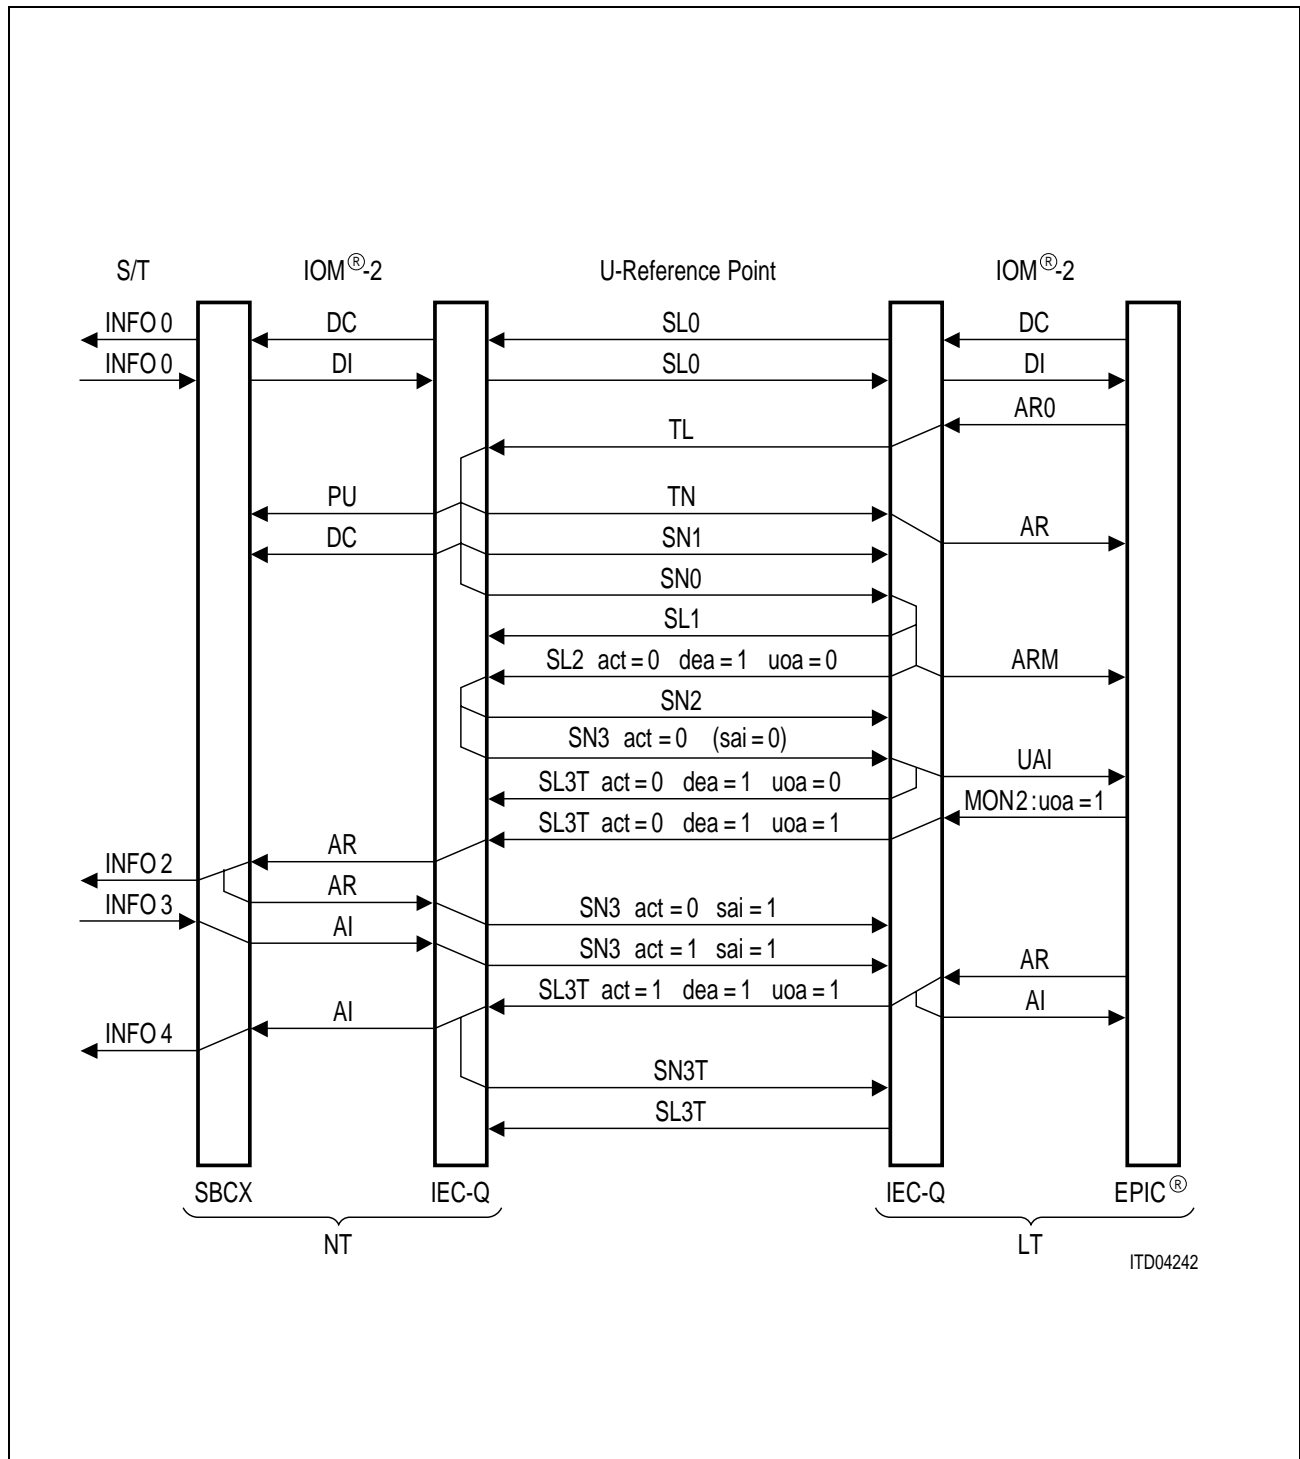 S/T IOM®-2 U-Reference Point IOM®-2
INFO 0 DC SL0 DC
INFO 0 DI SL0 DI
AR0
TL
PU TN
AR
DC SN1
SN0
SL1
SL2 act = 0 dea = 1 uoa = 0 ARM
SN2
SN3 act = 0 (sai = 0)
UAI
SL3T act = 0 dea = 1 uoa = 0
MON2 : uoa = 1
SL3T act = 0 dea = 1 uoa = 1
AR
INFO 2
AR
INFO 3 SN3 act = 0 sai = 1
AI
SN3 act = 1 sai = 1
AR
SL3T act = 1 dea = 1 uoa = 1
AI AI
INFO 4
SN3T
SL3T
SBCX IEC-Q IEC-Q EPIC®
NT LT
ITD04242